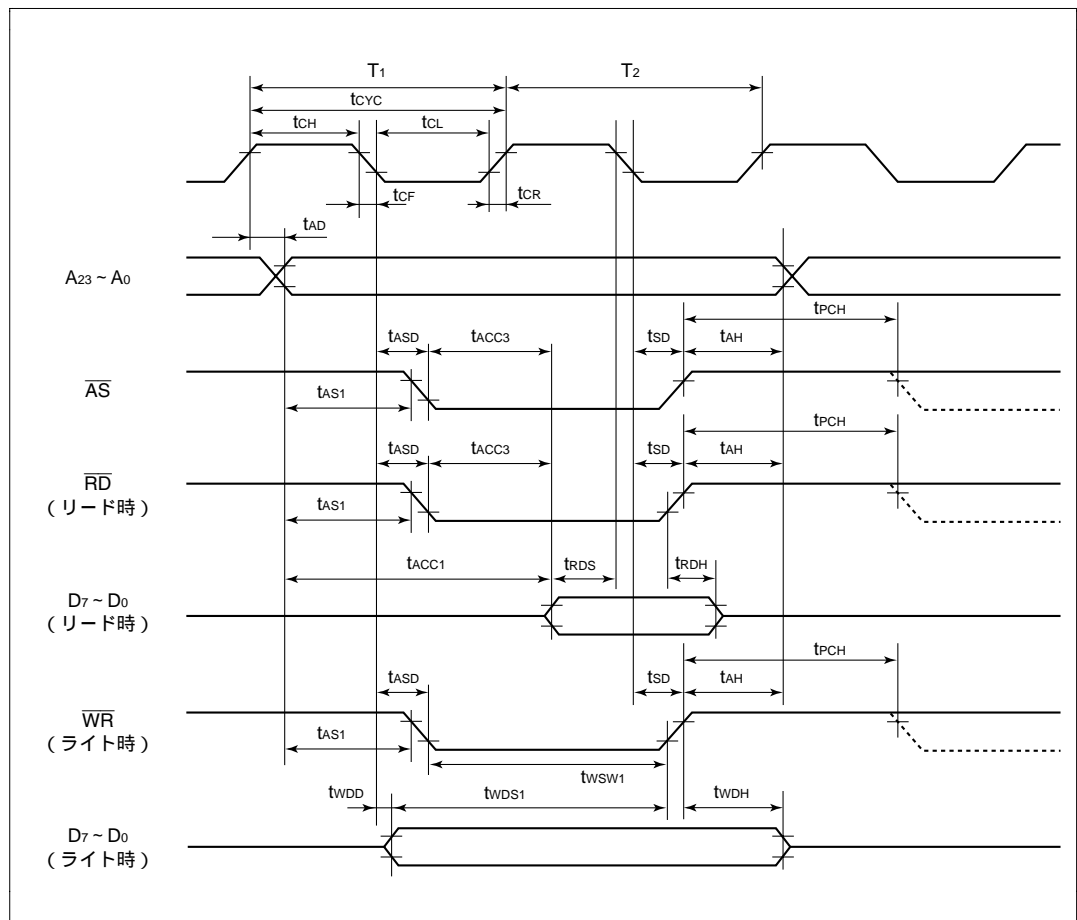 T1 T2
tCYC
tCH tCL
tCF tCR
tAD
A23 ~ A0
tPCH
tASD tACC3 tSD tAH
AS
tAS1
tPCH
tASD tACC3 tSD tAH
RD
(リード時)
tAS1
tACC1 tRDS tRDH
D7 ~ D0
(リード時)
tPCH
tASD tSD tAH
WR
(ライト時)
tAS1
tWSW1
tWDD tWDS1 tWDH
D7 ~ D0
(ライト時)